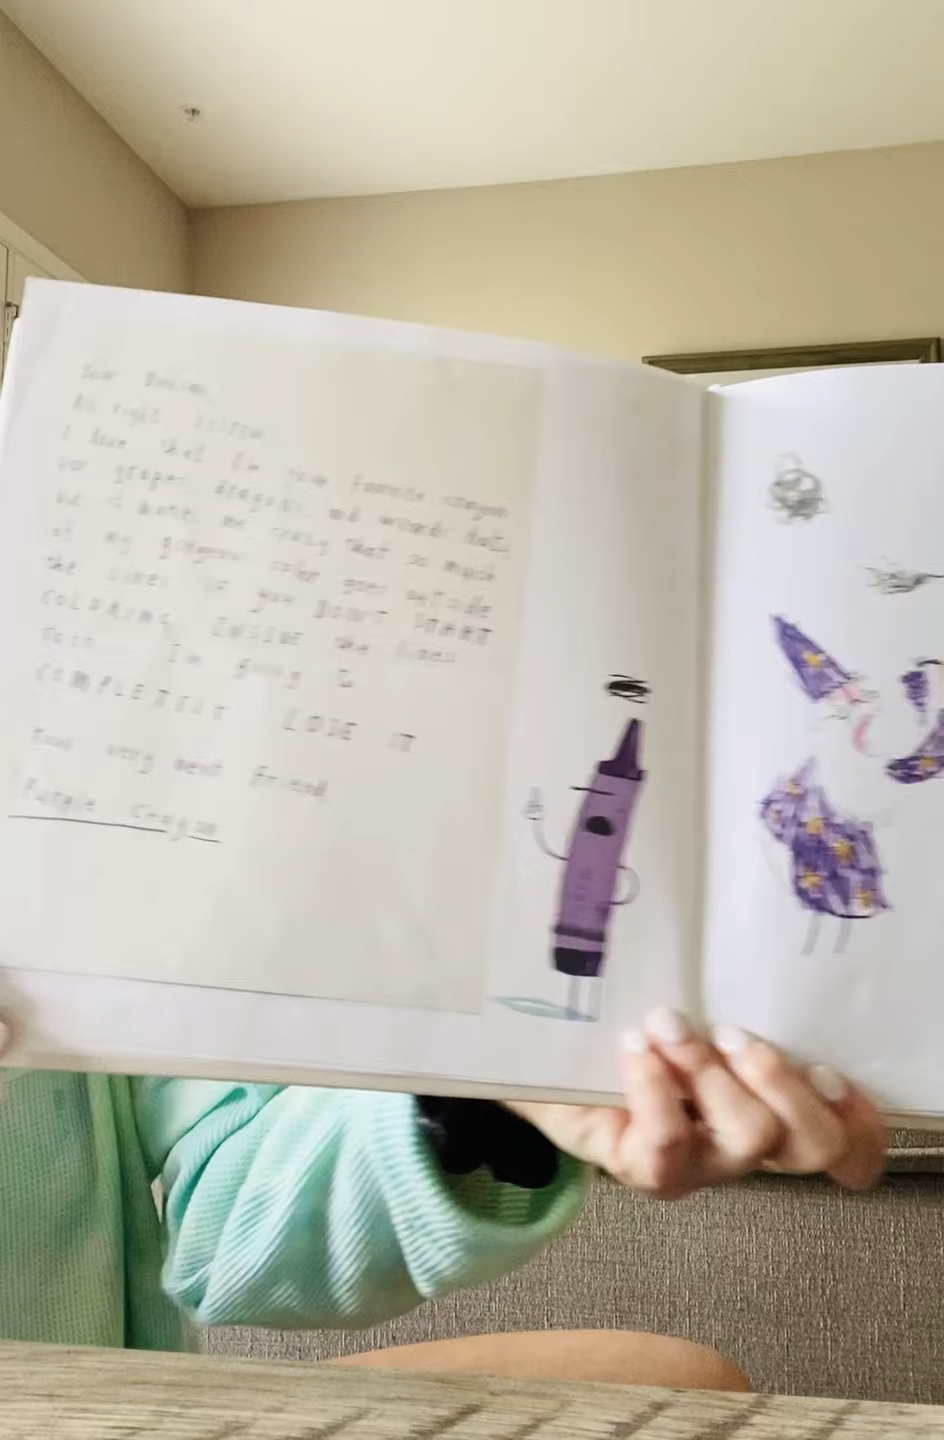 Dear Duncan,
All right, LISTEN.
I love that I'm your favorite crayon
for grapes, dragons, and wizards' hats,
but it makes me crazy that so much
of my gorgeous color goes outside
the lines. If you DON'T START
COLORING INSIDE the lines
soon... I'm going to
COMPLETELY LOSE IT
Your very neat friend,
Purple Crayon